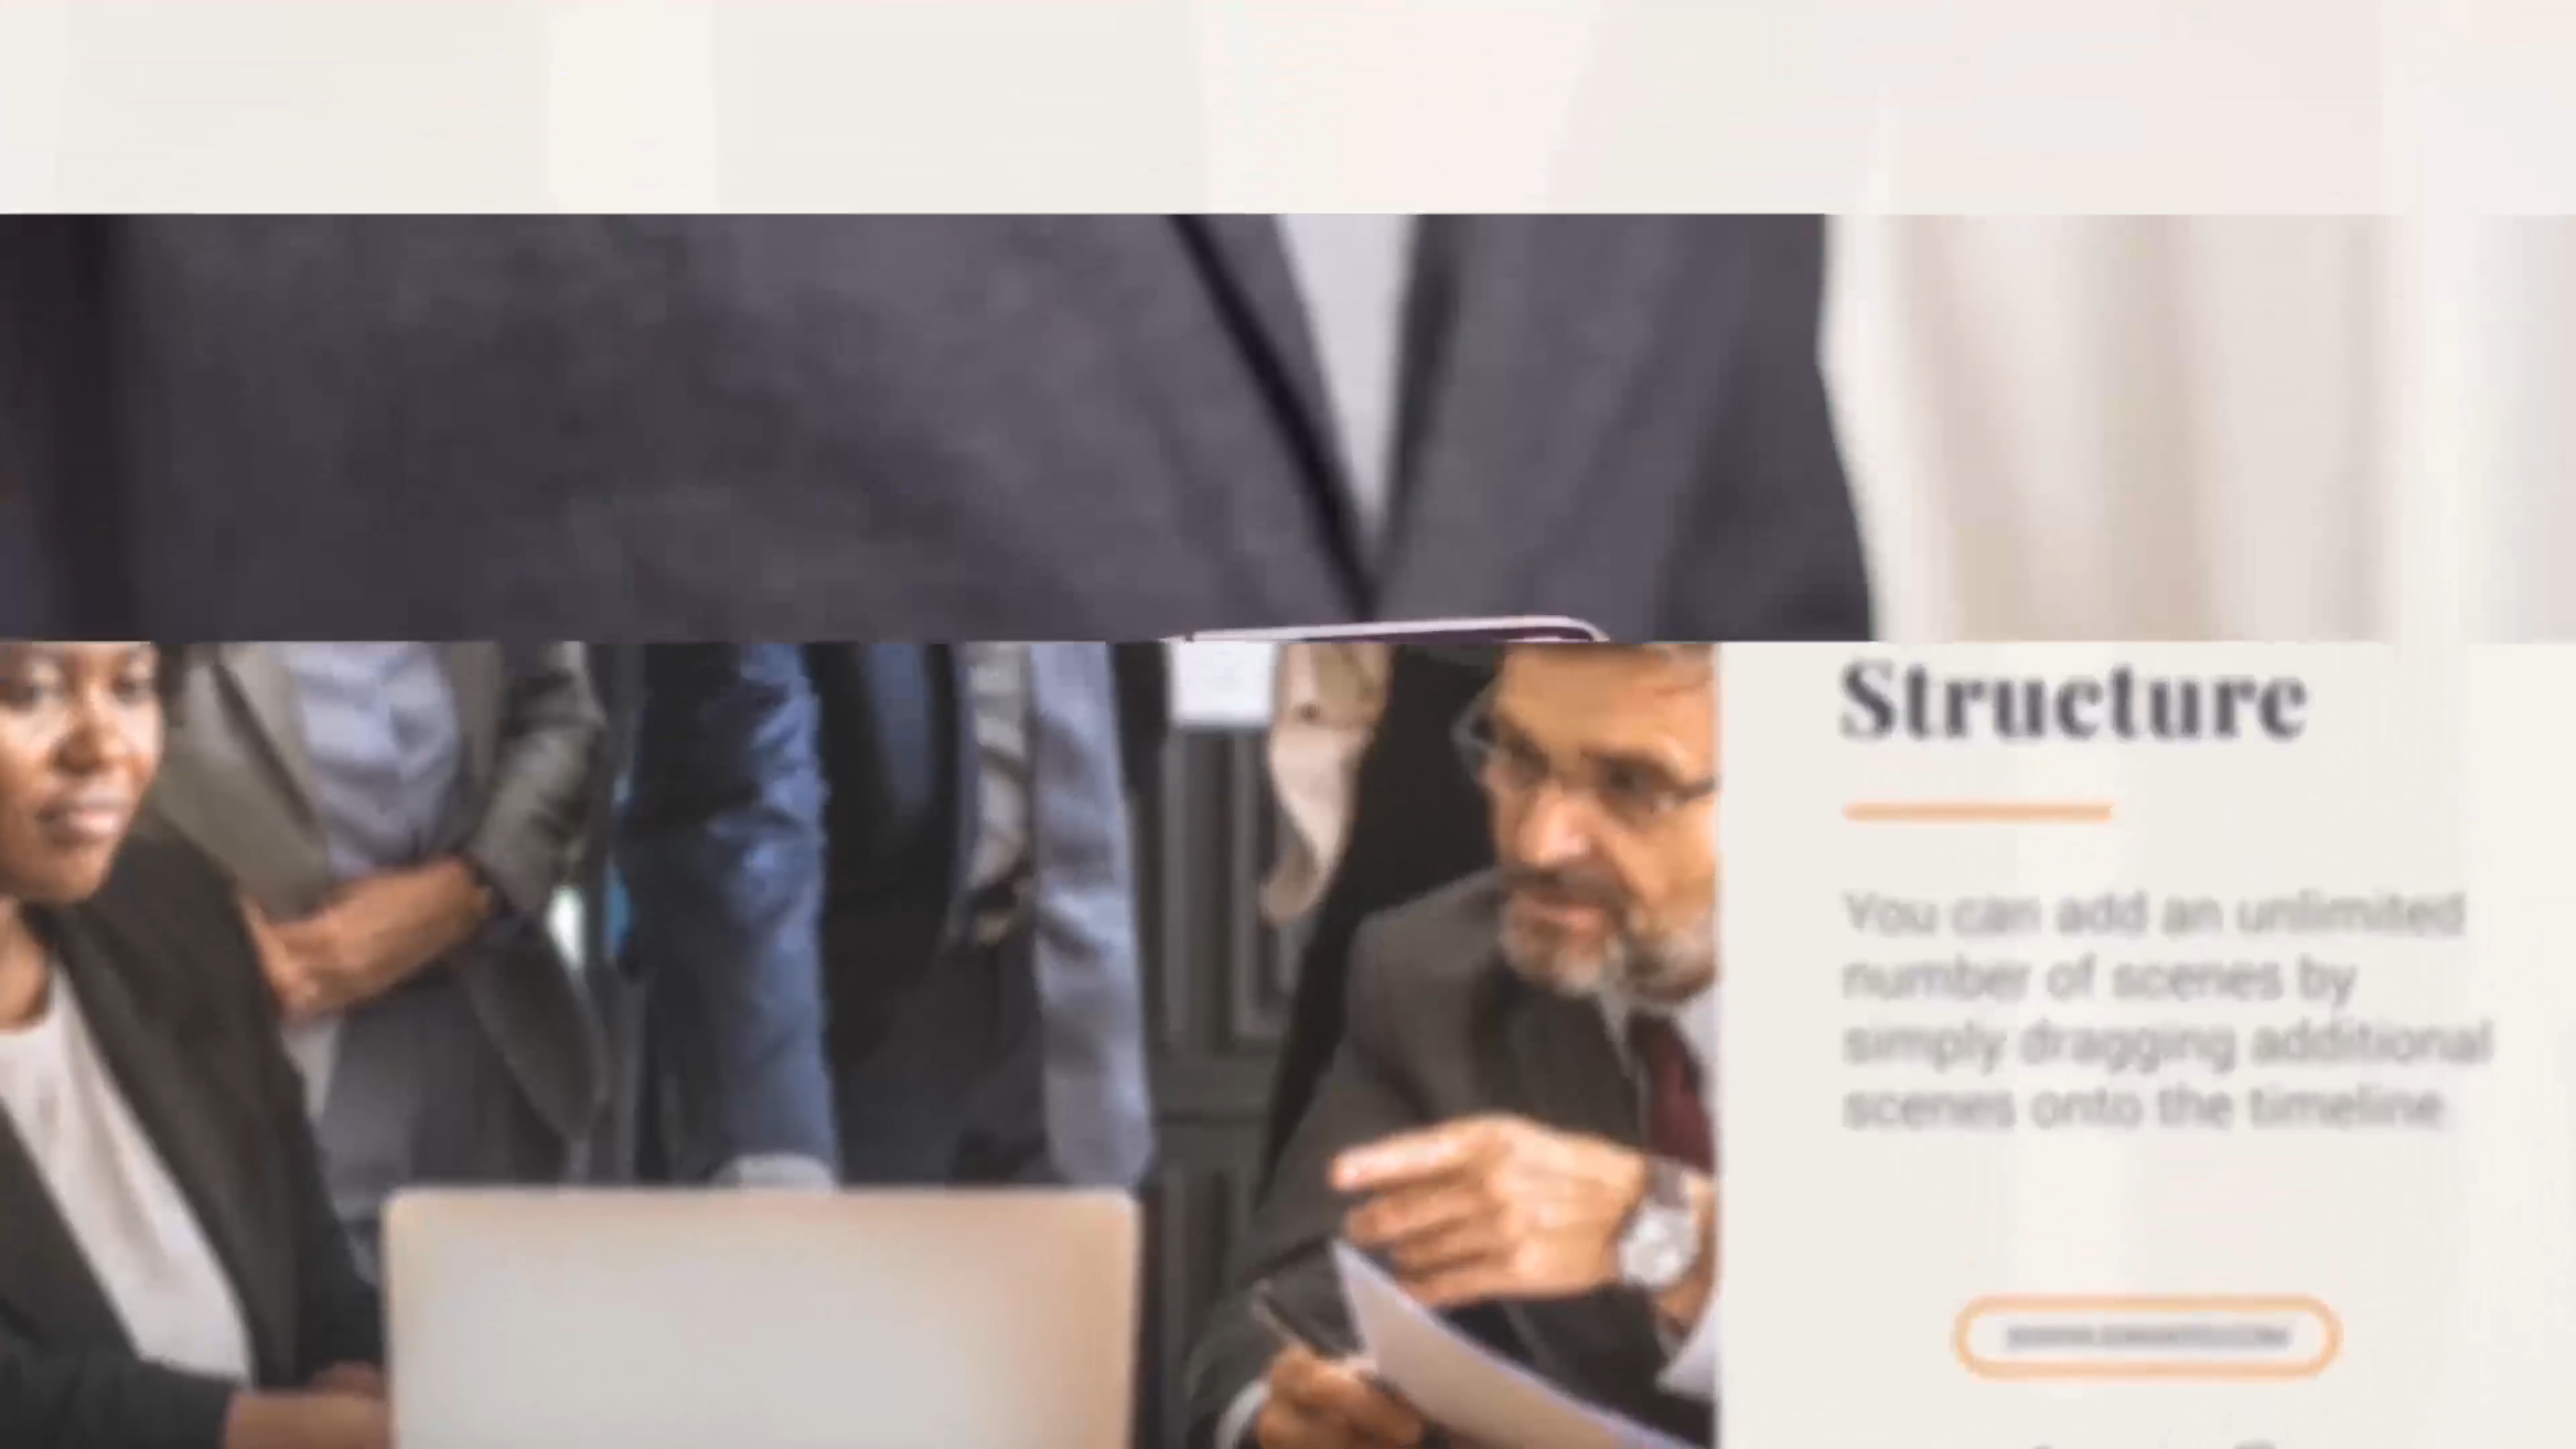 Structure
You can add an unlimited
number of scenes by
simply dragging additional
scenes onto the timeline